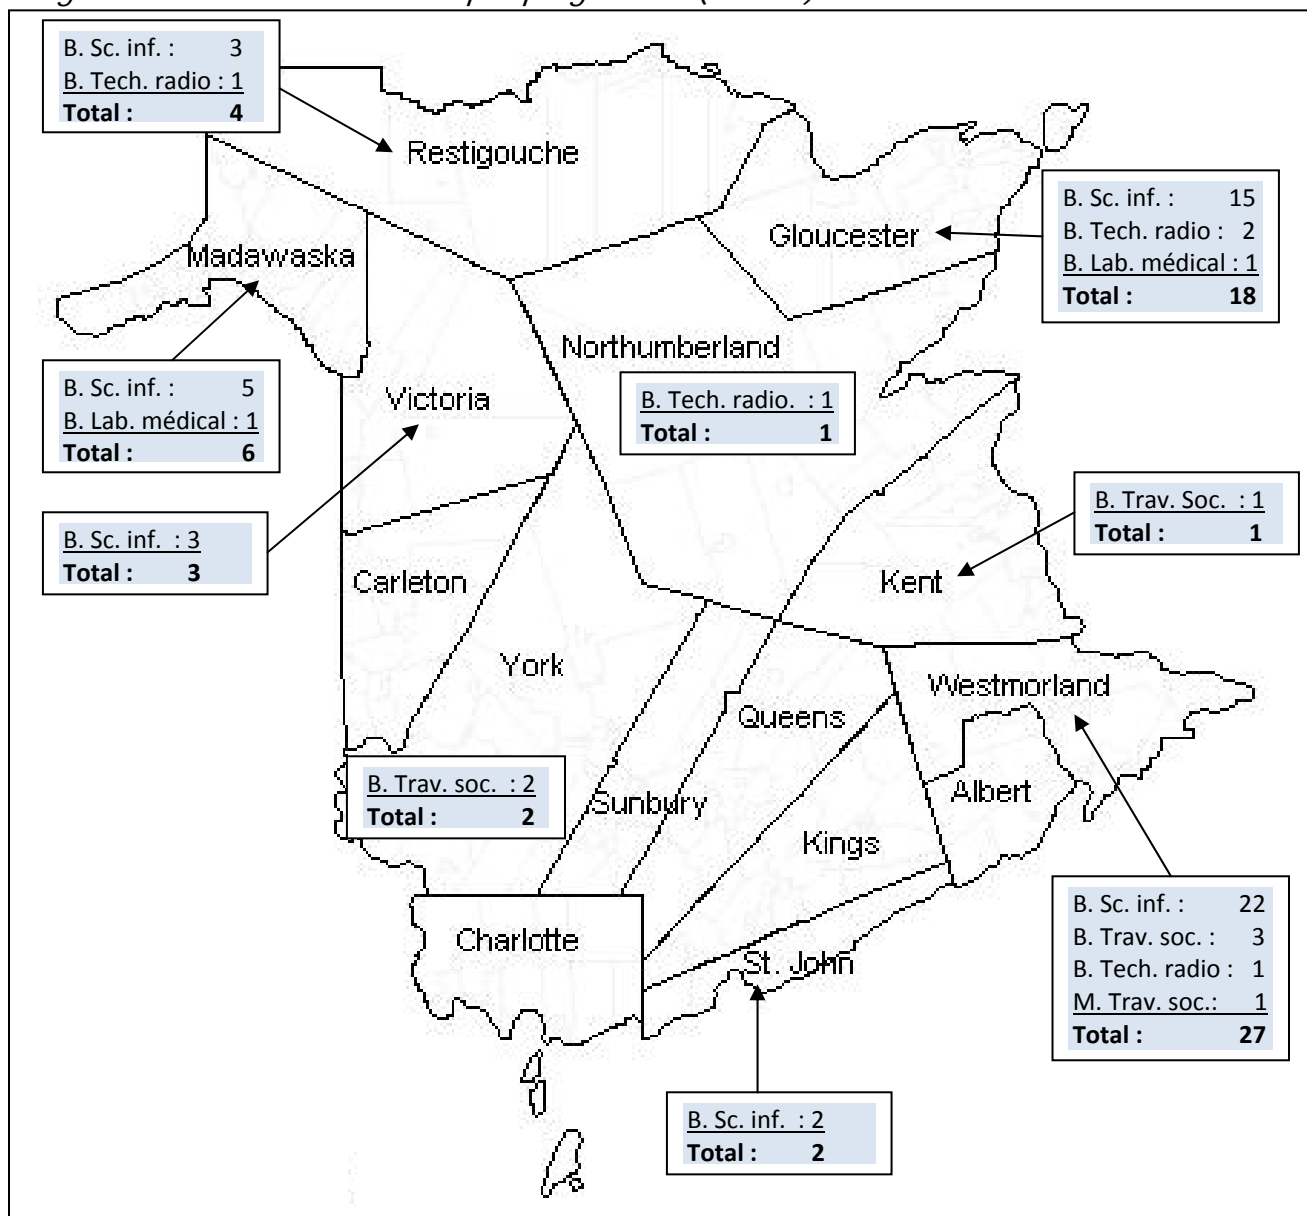 B. Sc. inf. : 3
B. Tech. radio : 1
Total : 4
Restigouche
B. Sc. inf. : 15
B. Tech. radio : 2
B. Lab. médical : 1
Total : 18
Gloucester
Madawaska
Northumberland
B. Sc. inf. : 5
B. Lab. médical : 1
Total : 6
Victoria
B. Tech. radio. : 1
Total : 1
B. Trav. Soc. : 1
Total : 1
B. Sc. inf. : 3
Total : 3
Carleton
Kent
York
Westmorland
Queens
B. Trav. soc. : 2
Total : 2
Sunbury
Albert
Kings
B. Sc. inf. : 22
B. Trav. soc. : 3
B. Tech. radio : 1
M. Trav. soc.: 1
Total : 27
Charlotte
St. John
B. Sc. inf. : 2
Total : 2